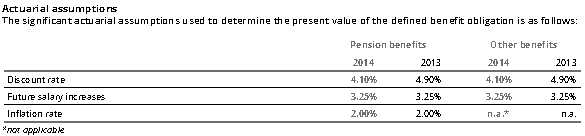 Actuarial assumptions
The significant actuarial assumptions used to determine the present value of the defined benefit obligation is as follows:
Pension benefits Other benefits
2014 2013 2014 2013
Discount rate 4.10% 4.90% 4.10% 4.90%
Future salary increases 3.25% 3.25% 3.25% 3.25%
Inflation rate 2.00% 2.00% n.a.* n.a.
*not applicable